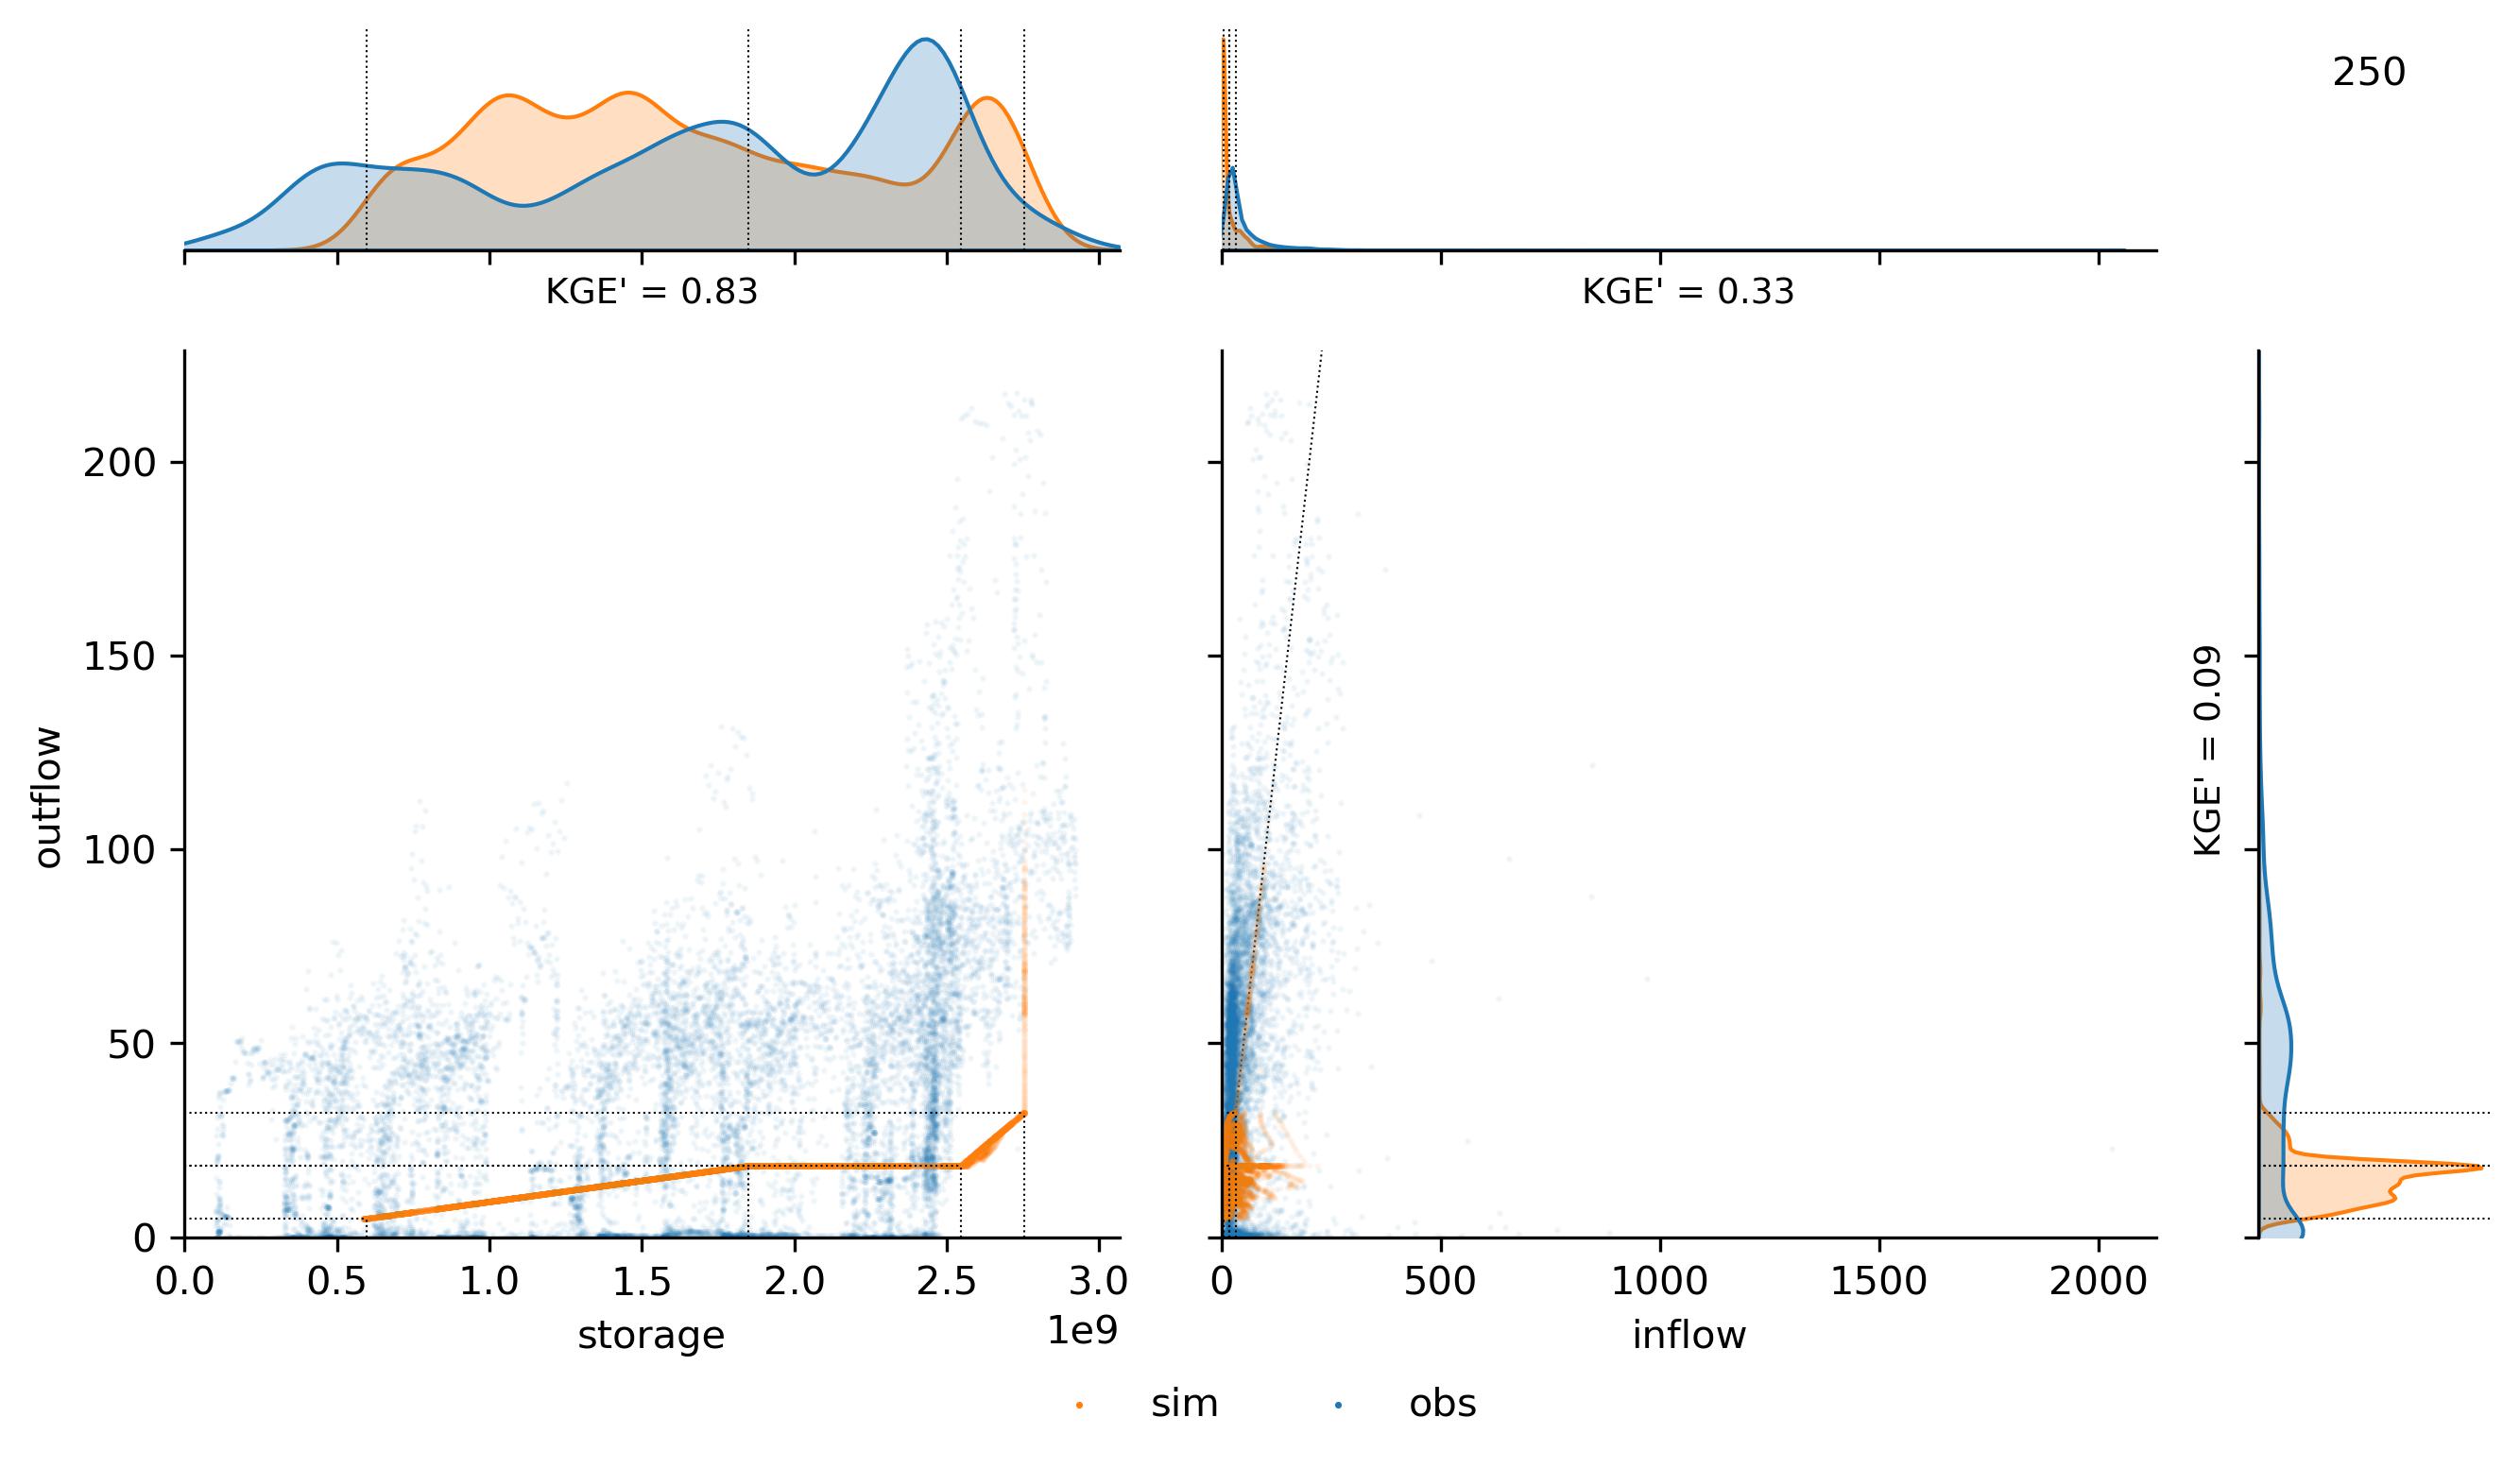 250
KGE' = 0.83
KGE' = 0.33
outflow
200
150
100
50
0
KGE' = 0.09
0.0 0.5 1.0 1.5 2.0 2.5 3.0
1e9
storage
0 500 1000 1500 2000
inflow
sim obs